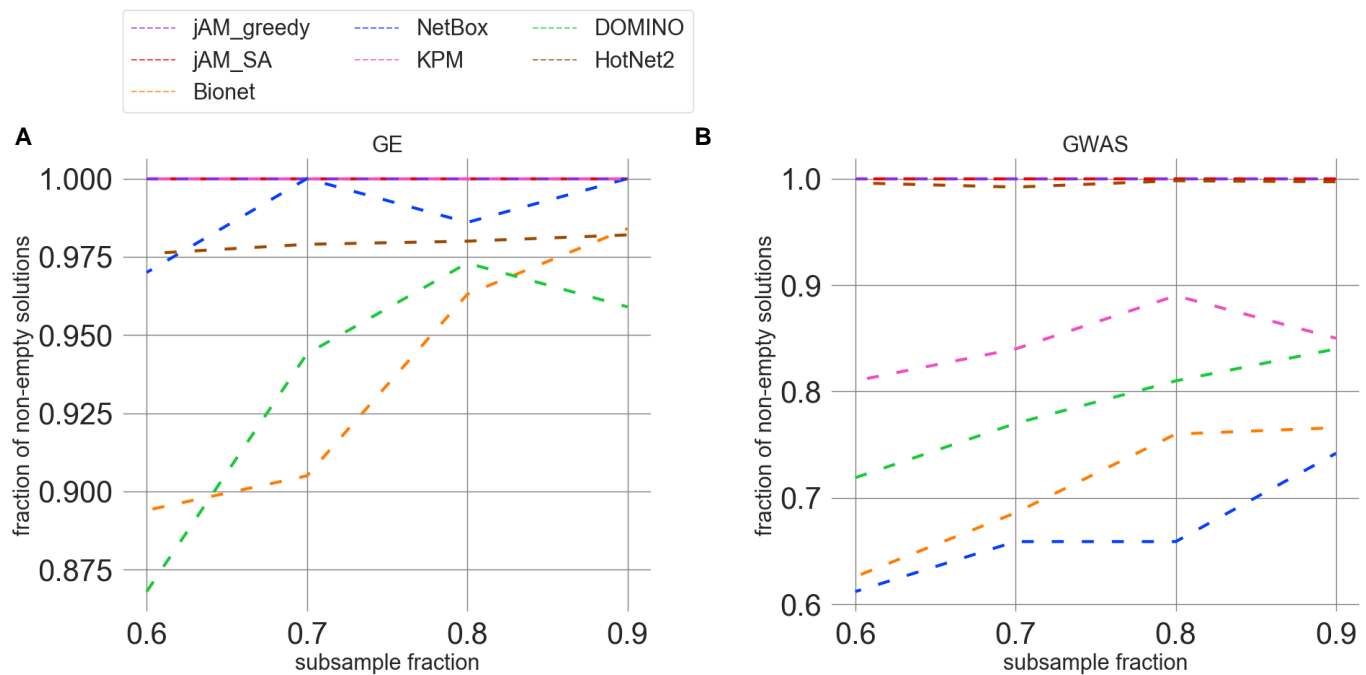 jAM_greedy NetBox DOMINO
jAM_SA KPM HotNet2
Bionet
A
GE
fraction of non-empty solutions
1.000
0.975
0.950
0.925
0.900
0.875
0.6 0.7 0.8 0.9
subsample fraction
B
GWAS
fraction of non-empty solutions
1.0
0.9
0.8
0.7
0.6
0.6 0.7 0.8 0.9
subsample fraction